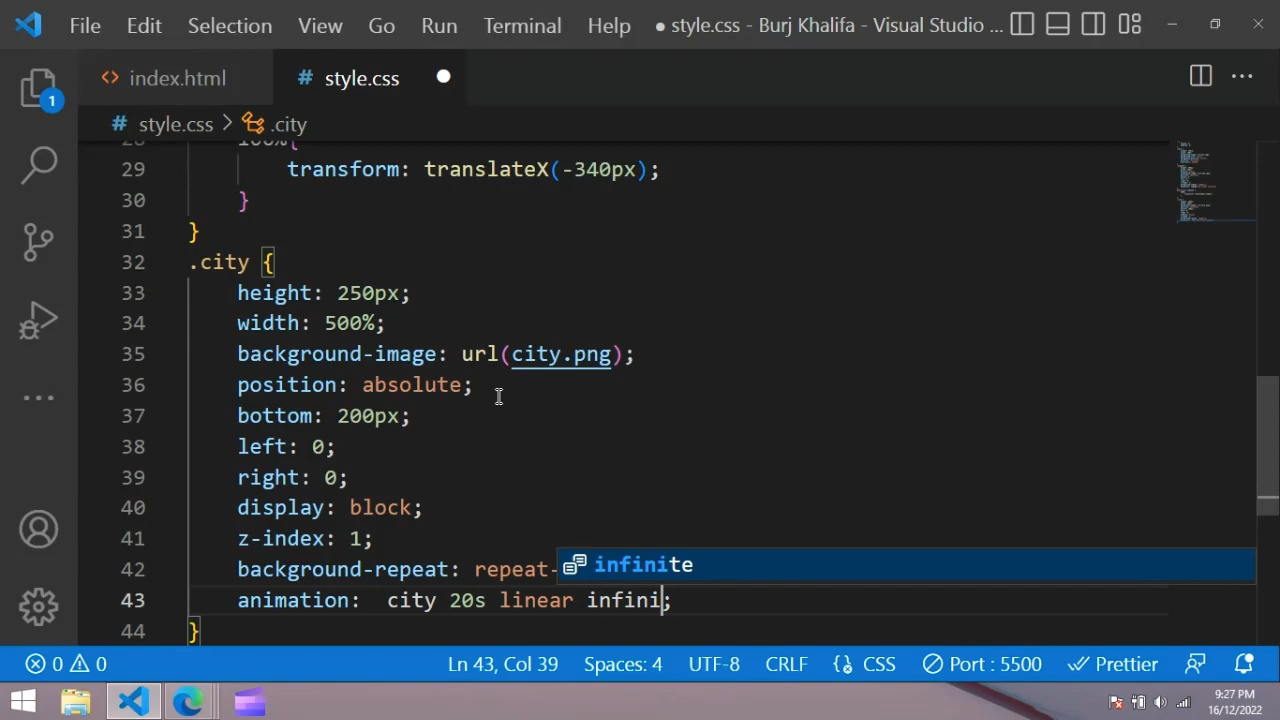 File Edit Selection View Go Run Terminal Help ● style.css - Burj Khalifa - Visual Studio ...
index.html # style.css
1
# style.css > .city
29 transform: translateX(-340px);
30 }
31 }
32 .city {
33 height: 250px;
34 width: 500%;
35 background-image: url(city.png);
36 position: absolute;
37 bottom: 200px;
38 left: 0;
39 right: 0;
40 display: block;
41 z-index: 1;
infinite
42 background-repeat: repeat-
43 animation:  city 20s linear infini;
44 }
0 0 Ln 43, Col 39 Spaces: 4 UTF-8 CRLF {} CSS Port : 5500 Prettier
9:27 PM
16/12/2022